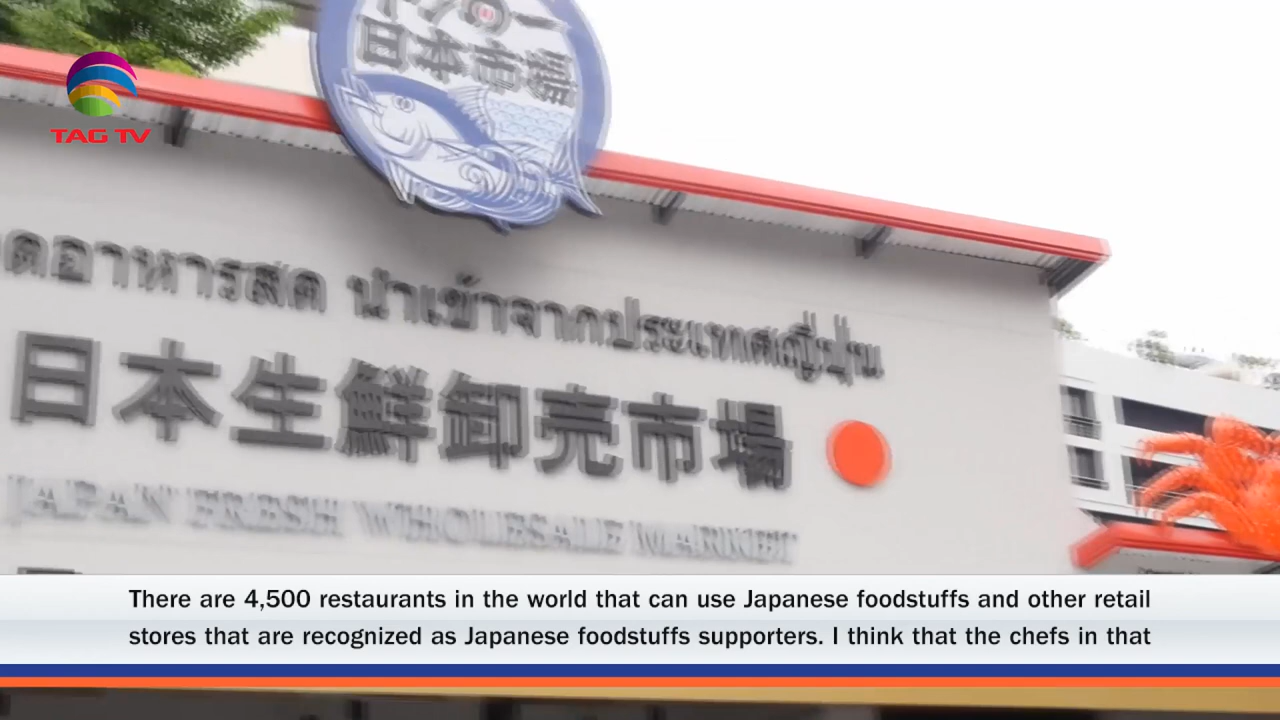 日本市場
TAG TV
ดอาหารสด นำเข้าจากประเทศญี่ปุ่น
日本生鮮卸売市場
JAPAN FRESH WHOLESALE MARKET
There are 4,500 restaurants in the world that can use Japanese foodstuffs and other retail
stores that are recognized as Japanese foodstuffs supporters. I think that the chefs in that